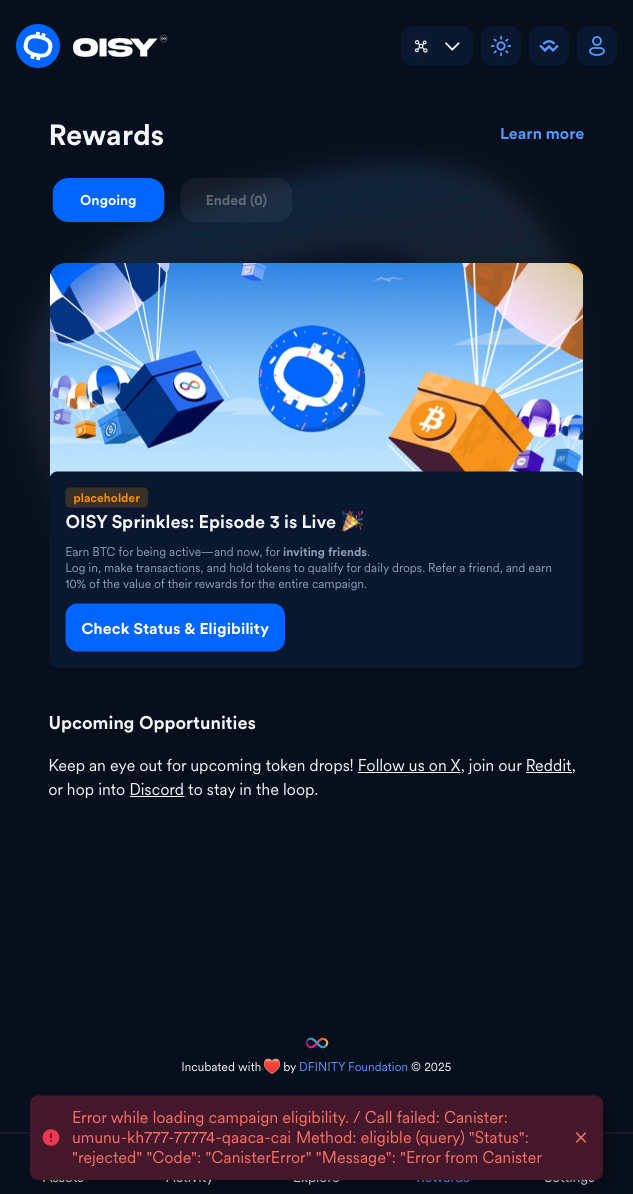 OISY
Rewards
Learn more
Ongoing
Ended (0)
placeholder
OISY Sprinkles: Episode 3 is Live 🎉
Earn BTC for being active—and now, for inviting friends.
Log in, make transactions, and hold tokens to qualify for daily drops. Refer a friend, and earn
10% of the value of their rewards for the entire campaign.
Check Status & Eligibility
Upcoming Opportunities
Keep an eye out for upcoming token drops! Follow us on X, join our Reddit,
or hop into Discord to stay in the loop.
Incubated with ❤️ by DFINITY Foundation © 2025
Error while loading campaign eligibility. / Call failed: Canister:
umunu-kh777-77774-qaaca-cai Method: eligible (query) "Status":
"rejected" "Code": "CanisterError" "Message": "Error from Canister
Assets
Activity
Explore
Rewards
Settings